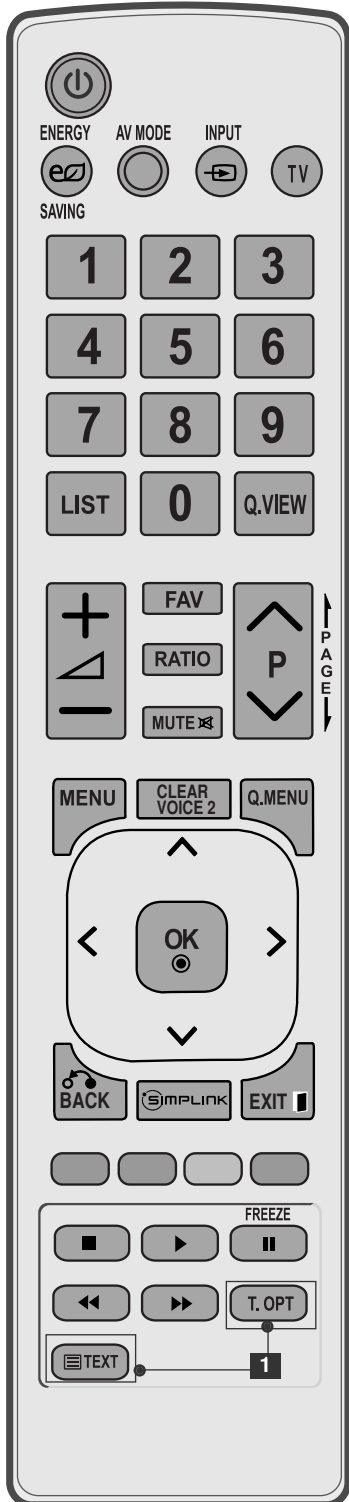 ENERGY AV MODE INPUT
TV
SAVING
1 2 3
4 5 6
7 8 9
LIST 0 Q.VIEW
FAV
RATIO P
MUTE
PAGE
MENU CLEAR VOICE 2 Q.MENU
OK
BACK SIMPLINK EXIT
FREEZE
T. OPT
TEXT 1